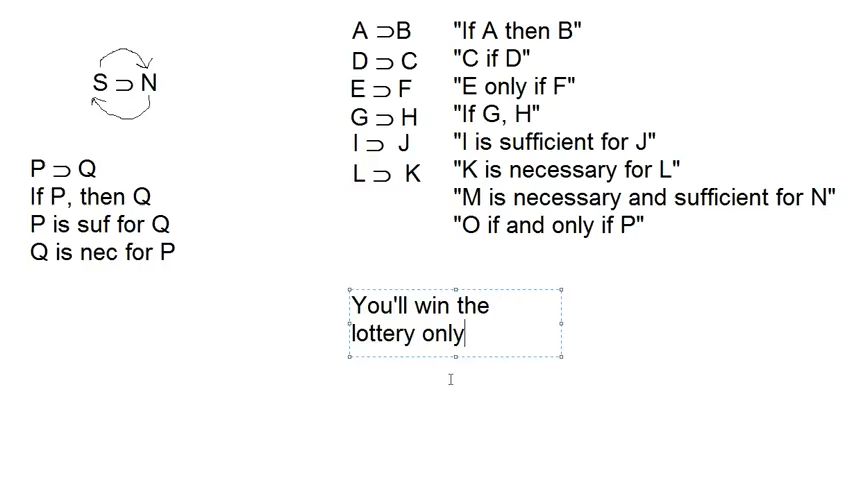 S ⊃ N
P ⊃ Q
If P, then Q
P is suf for Q
Q is nec for P
A ⊃B "If A then B"
D ⊃ C "C if D"
E ⊃ F "E only if F"
G ⊃ H "If G, H"
I ⊃ J "I is sufficient for J"
L ⊃ K "K is necessary for L"
"M is necessary and sufficient for N"
"O if and only if P"
You'll win the
lottery only